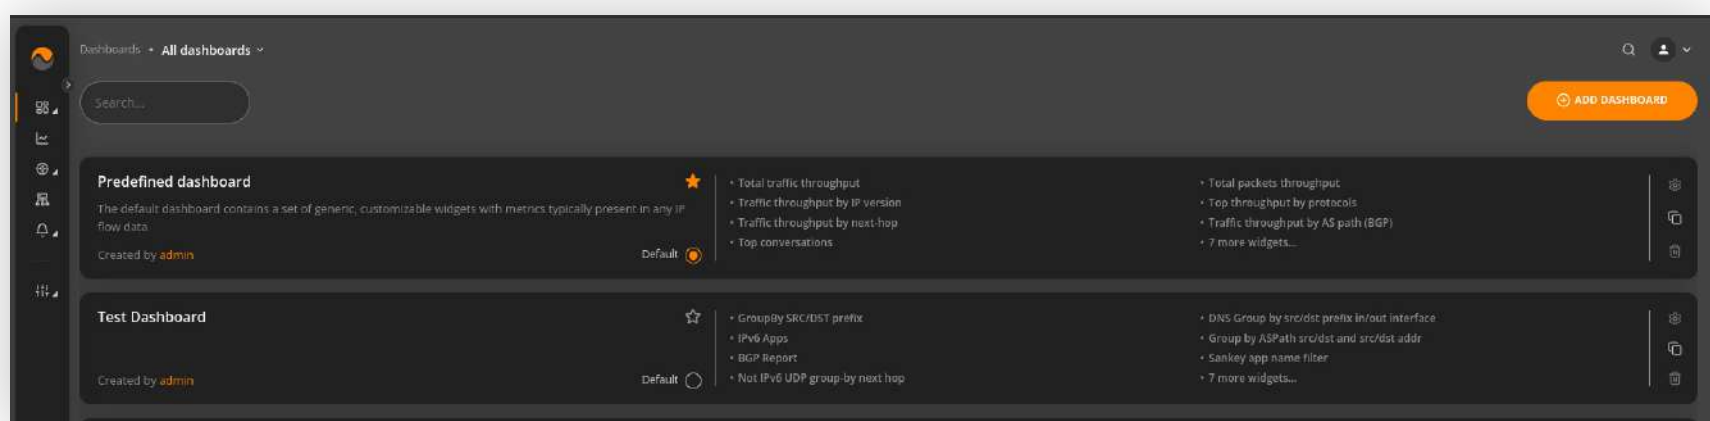 Dashboards • All dashboards
Search...
ADD DASHBOARD
Predefined dashboard
The default dashboard contains a set of generic, customizable widgets with metrics typically present in any IP
flow data
Created by admin
Default
• Total traffic throughput
• Traffic throughput by IP version
• Traffic throughput by next-hop
• Top conversations
• Total packets throughput
• Top throughput by protocols
• Traffic throughput by AS path (BGP)
• 7 more widgets...
Test Dashboard
Created by admin
Default
• GroupBy SRC/DST prefix
• IPv6 Apps
• BGP Report
• Not IPv6 UDP group-by next hop
• DNS Group by src/dst prefix in/out interface
• Group by ASPath src/dst and src/dst addr
• Sankey app name filter
• 7 more widgets...